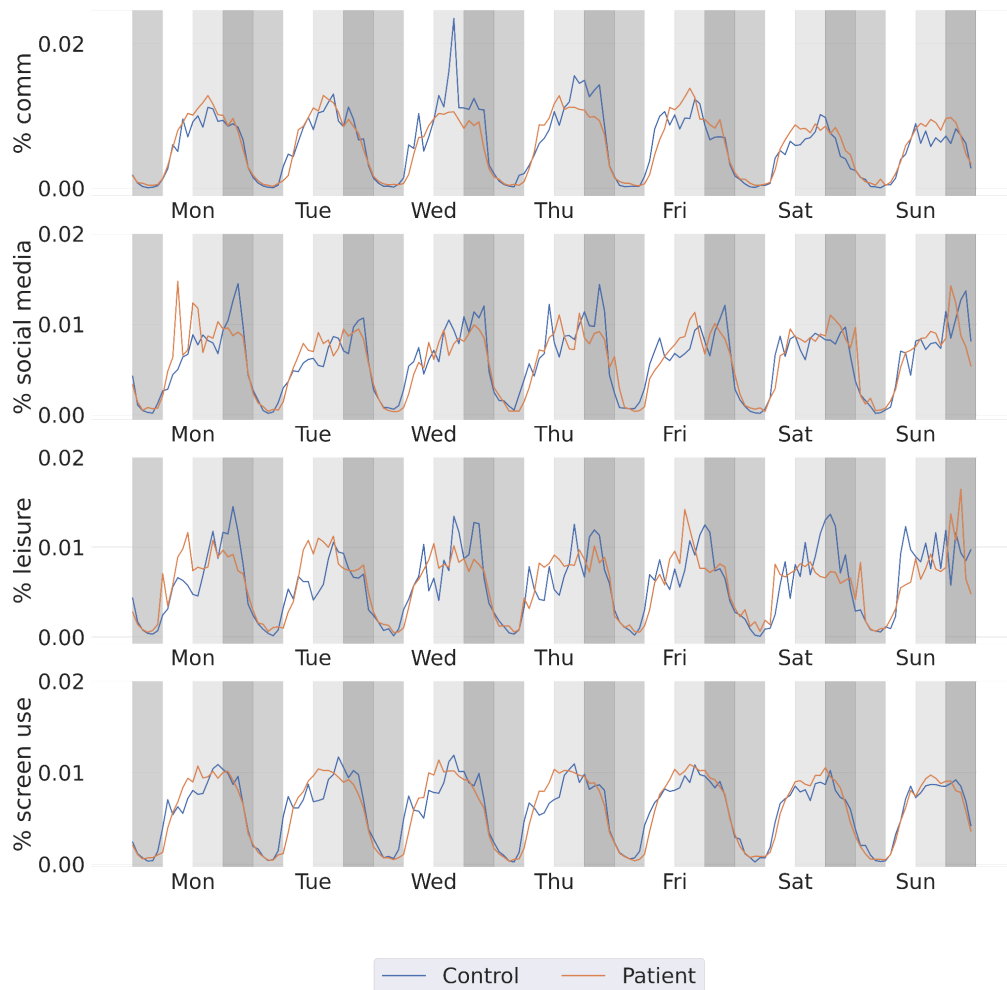 % comm
0.02
0.00
Mon Tue Wed Thu Fri Sat Sun
% social media
0.02
0.01
0.00
Mon Tue Wed Thu Fri Sat Sun
% leisure
0.02
0.01
0.00
Mon Tue Wed Thu Fri Sat Sun
% screen use
0.02
0.01
0.00
Mon Tue Wed Thu Fri Sat Sun
Control Patient